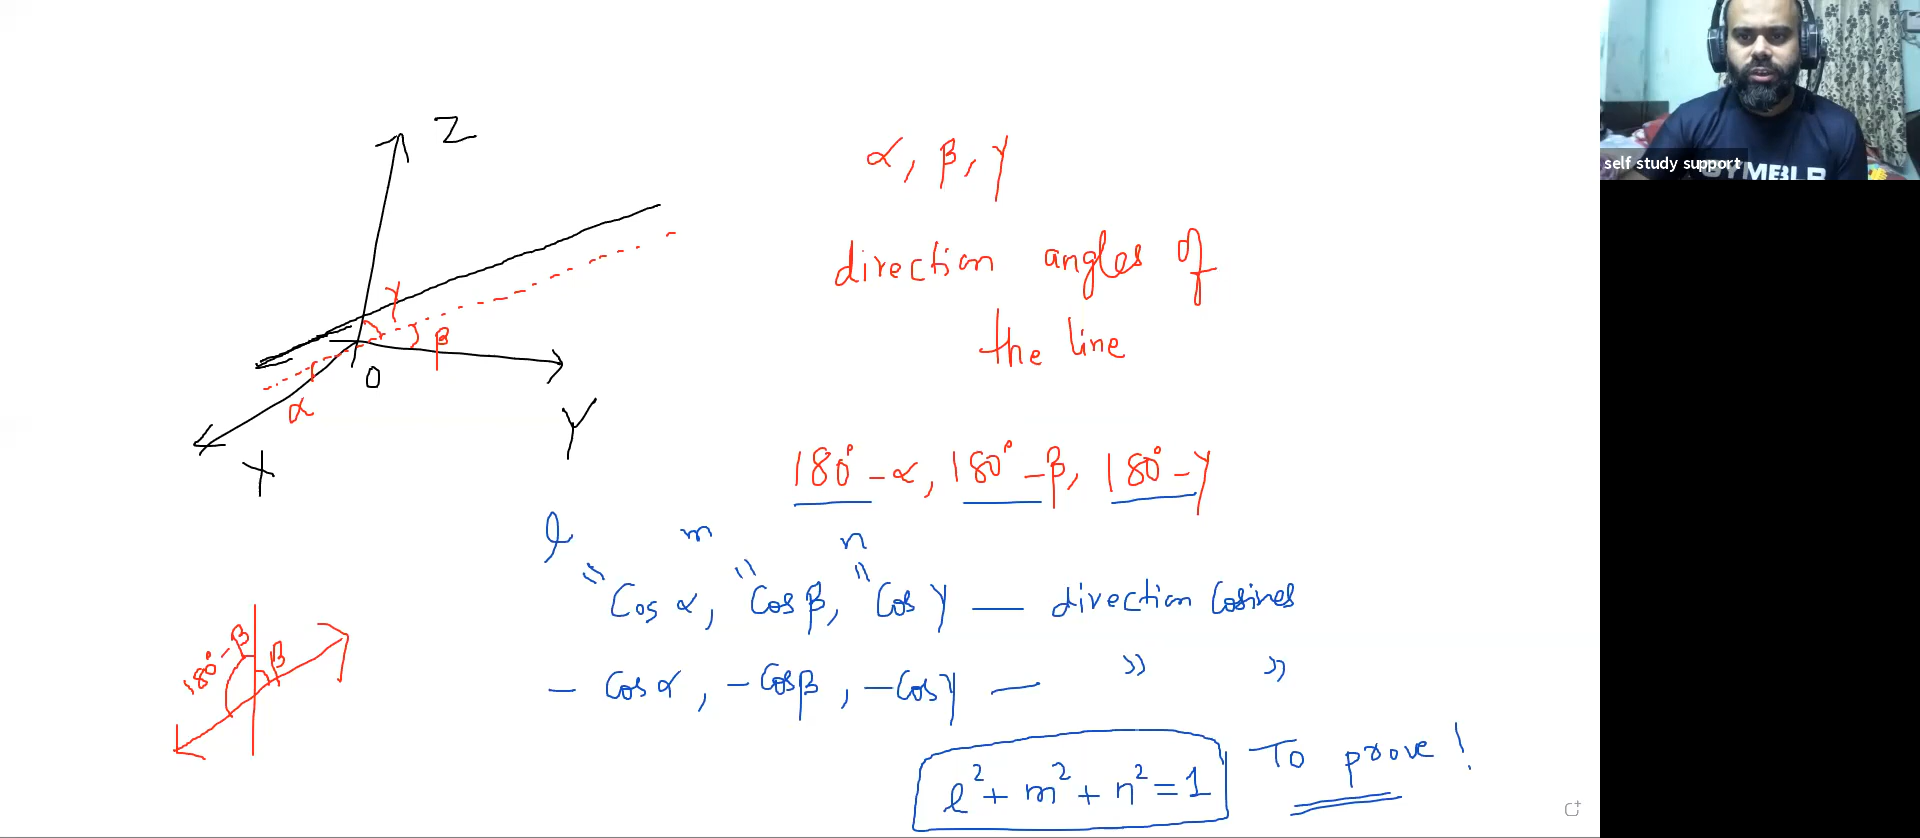 Z
α, β, γ
direction angles of
the line
γ
β
O
α
X
Y
180° - α, 180° - β, 180° - γ
l m n
" " "
Cos α, Cos β, Cos γ — direction Cosines
- Cos α, - Cos β, - Cos γ — " "
180° - β
β
l² + m² + n² = 1 To prove!
self study support